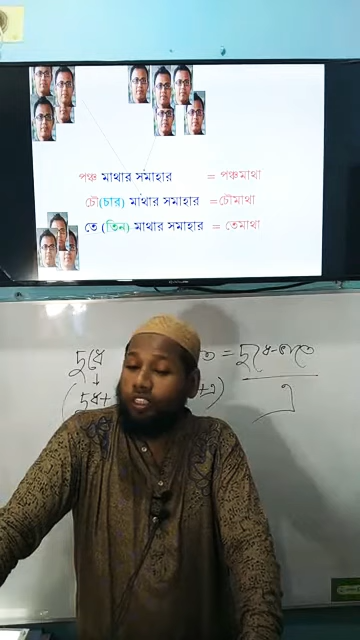 পঞ্চ মাথার সমাহার = পঞ্চমাথা
চৌ(চার) মাথার সমাহার =চৌমাথা
তে (তিন) মাথার সমাহার = তেমাথা
দুধে তে = দুধে-ভাতে
↓
(দুধ+ +এ) এ